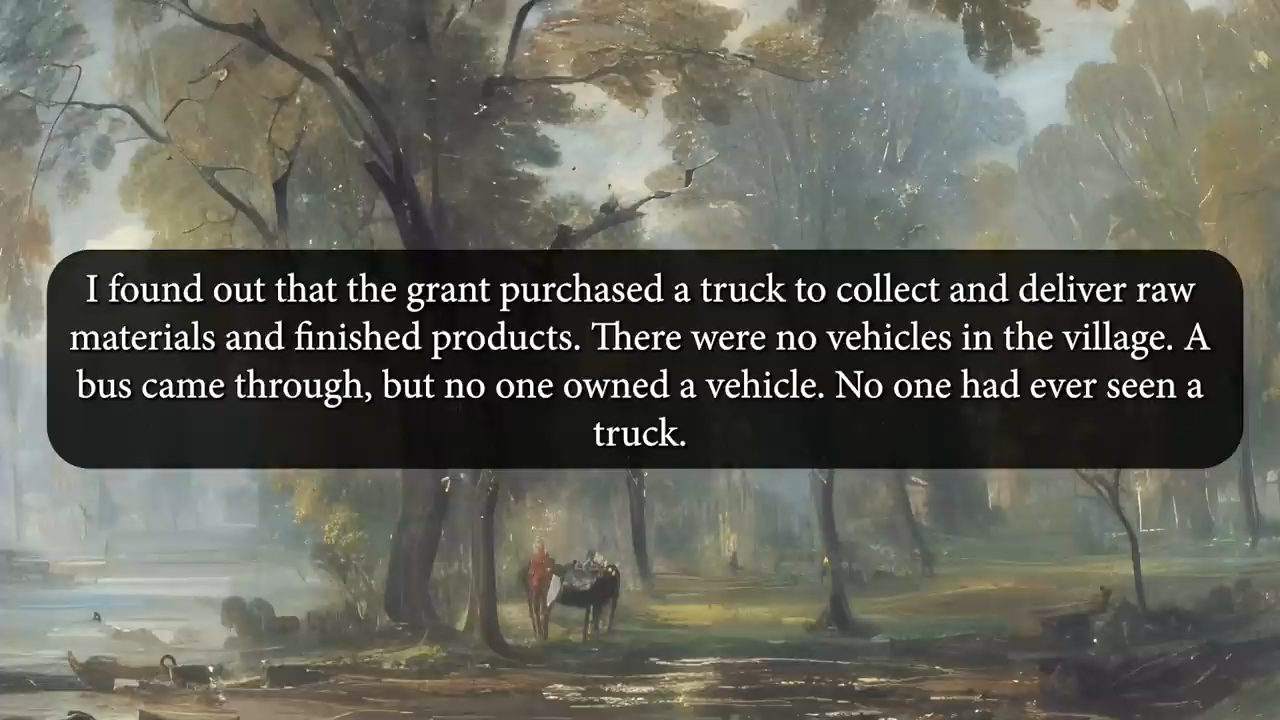 I found out that the grant purchased a truck to collect and deliver raw
materials and finished products. There were no vehicles in the village. A
bus came through, but no one owned a vehicle. No one had ever seen a
truck.